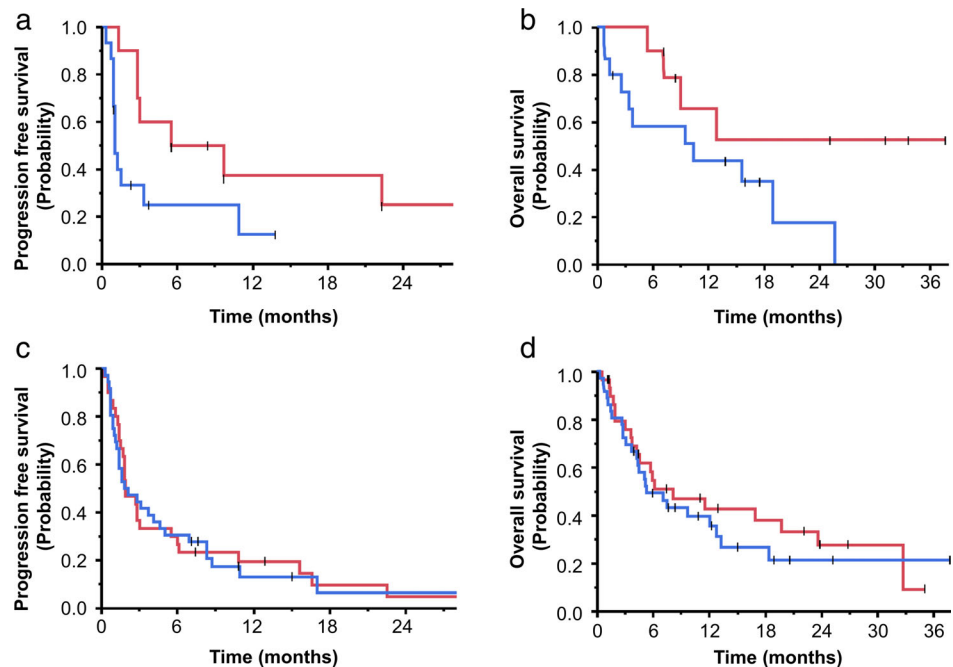 a
Progression free survival
(Probability)
1.0
0.8
0.6
0.4
0.2
0.0
0 6 12 18 24
Time (months)
b
Overall survival
(Probability)
1.0
0.8
0.6
0.4
0.2
0.0
0 6 12 18 24 30 36
Time (months)
c
Progression free survival
(Probability)
1.0
0.8
0.6
0.4
0.2
0.0
0 6 12 18 24
Time (months)
d
Overall survival
(Probability)
1.0
0.8
0.6
0.4
0.2
0.0
0 6 12 18 24 30 36
Time (months)